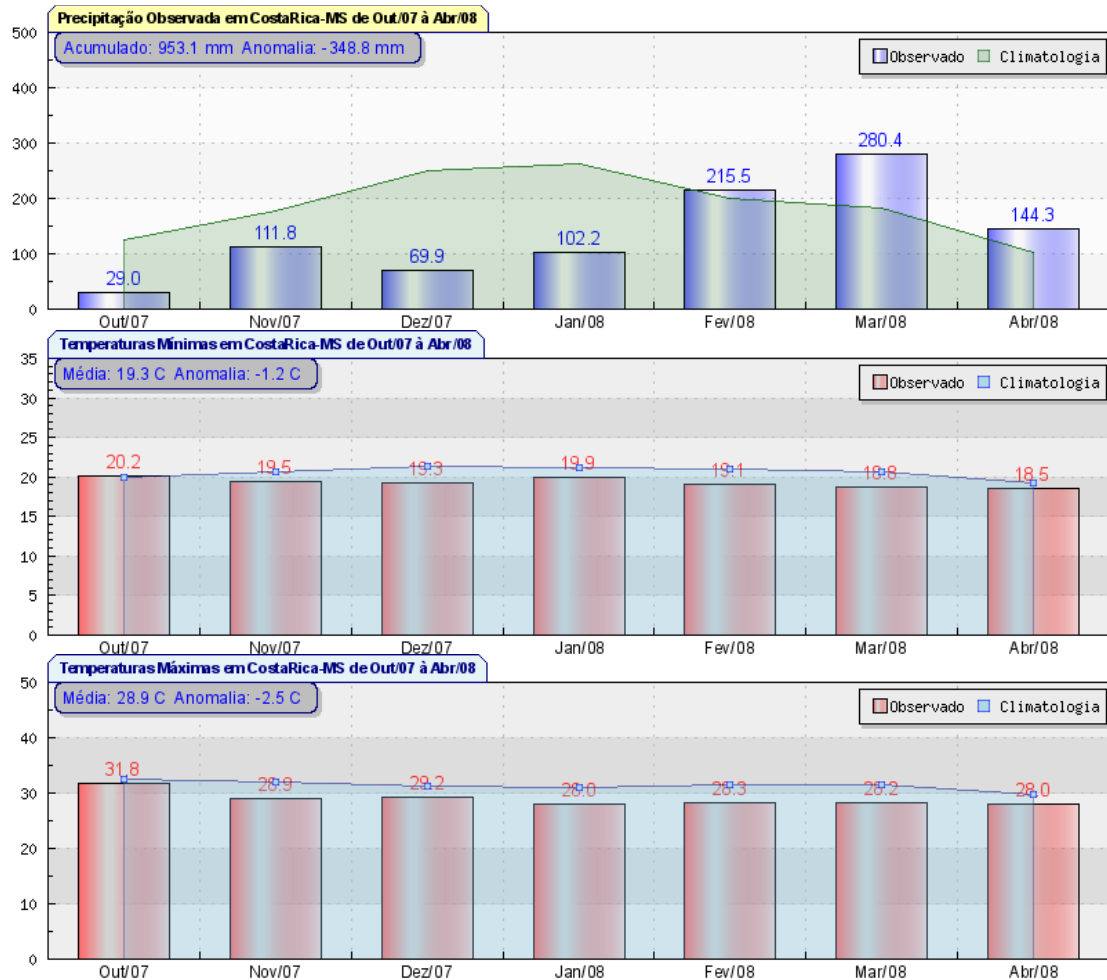 Precipitação Observada em CostaRica-MS de Out/07 à Abr/08
Acumulado: 953.1 mm Anomalia: -348.8 mm
Observado Climatologia
500
400
300
200
100
0
29.0 111.8 69.9 102.2 215.5 280.4 144.3
Out/07 Nov/07 Dez/07 Jan/08 Fev/08 Mar/08 Abr/08
Temperaturas Mínimas em CostaRica-MS de Out/07 à Abr/08
Média: 19.3 C Anomalia: -1.2 C
Observado Climatologia
35
30
25
20
15
10
5
0
20.2 19.5 19.3 19.9 19.1 18.8 18.5
Out/07 Nov/07 Dez/07 Jan/08 Fev/08 Mar/08 Abr/08
Temperaturas Máximas em CostaRica-MS de Out/07 à Abr/08
Média: 28.9 C Anomalia: -2.5 C
Observado Climatologia
50
40
30
20
10
0
31.8 28.9 29.2 28.0 28.3 28.2 28.0
Out/07 Nov/07 Dez/07 Jan/08 Fev/08 Mar/08 Abr/08